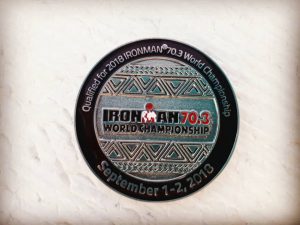 Qualified for 2018 IRONMAN® 70.3 World Championship
IRONMAN 70.3
WORLD CHAMPIONSHIP
September 1-2, 2018